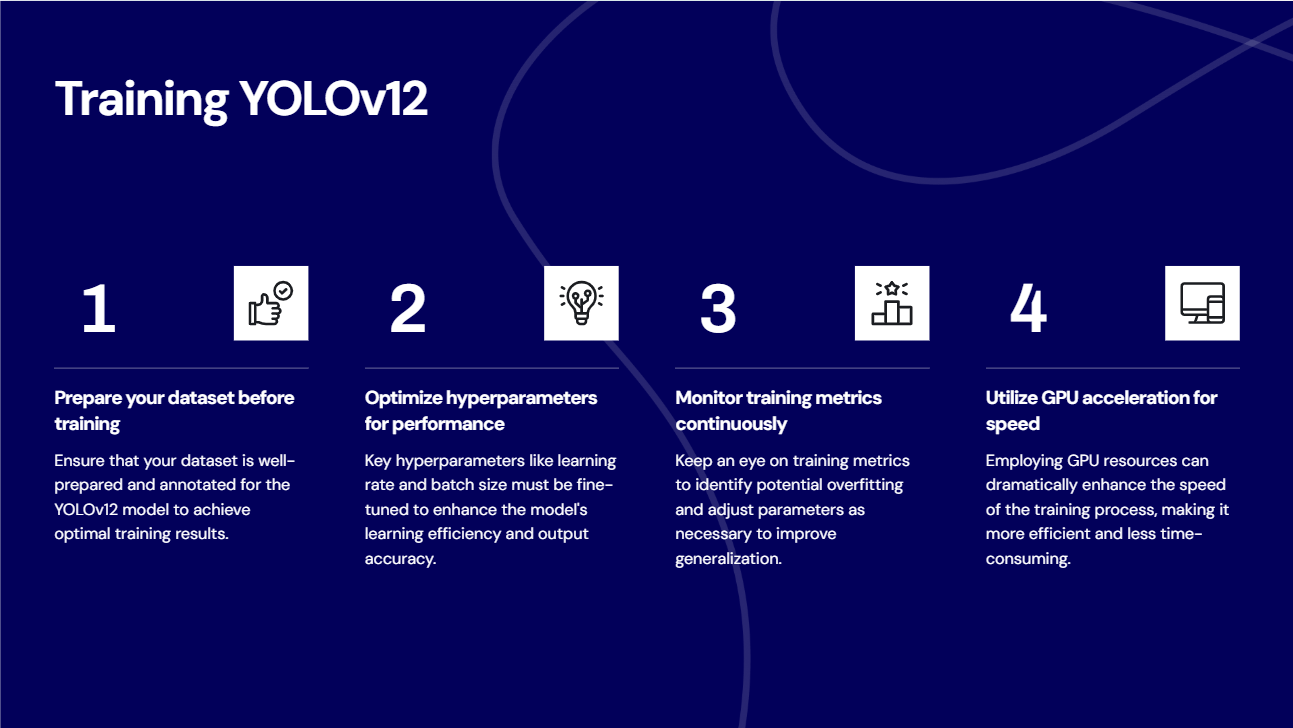 Training YOLOv12
1
Prepare your dataset before
training
Ensure that your dataset is well-
prepared and annotated for the
YOLOv12 model to achieve
optimal training results.
2
Optimize hyperparameters
for performance
Key hyperparameters like learning
rate and batch size must be fine-
tuned to enhance the model's
learning efficiency and output
accuracy.
3
Monitor training metrics
continuously
Keep an eye on training metrics
to identify potential overfitting
and adjust parameters as
necessary to improve
generalization.
4
Utilize GPU acceleration for
speed
Employing GPU resources can
dramatically enhance the speed
of the training process, making it
more efficient and less time-
consuming.